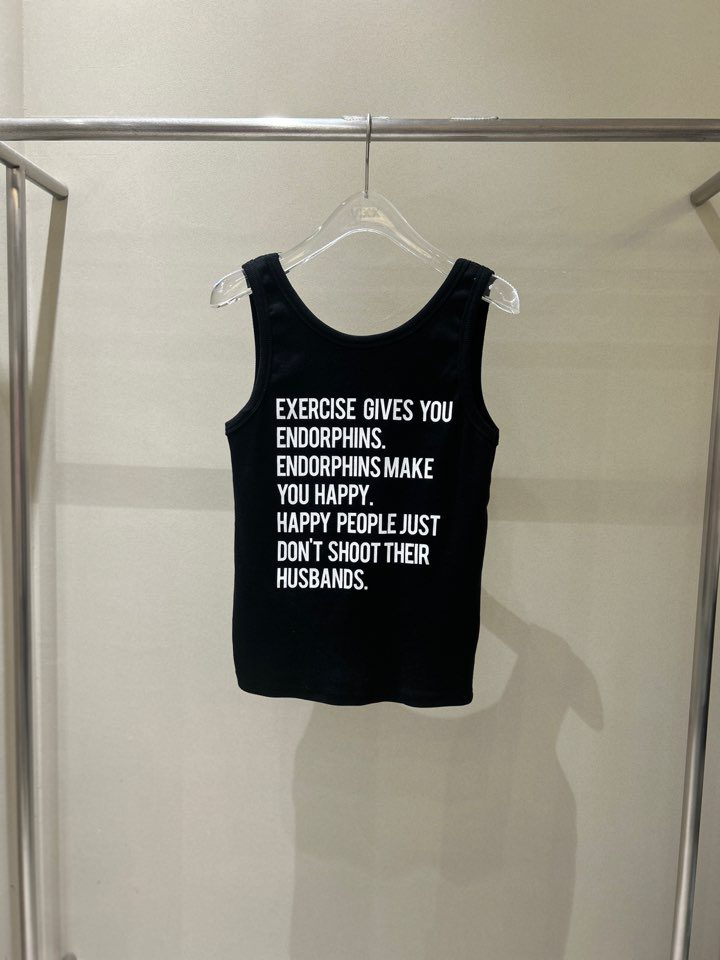 EXERCISE GIVES YOU
ENDORPHINS.
ENDORPHINS MAKE
YOU HAPPY.
HAPPY PEOPLE JUST
DON'T SHOOT THEIR
HUSBANDS.